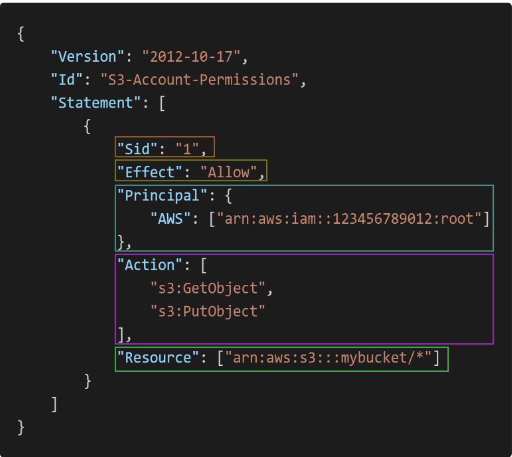 {
"Version": "2012-10-17",
"Id": "S3-Account-Permissions",
"Statement": [
{
"Sid": "1",
"Effect": "Allow",
"Principal": {
"AWS": ["arn:aws:iam::123456789012:root"]
},
"Action": [
"s3:GetObject",
"s3:PutObject"
],
"Resource": ["arn:aws:s3:::mybucket/*"]
}
]
}